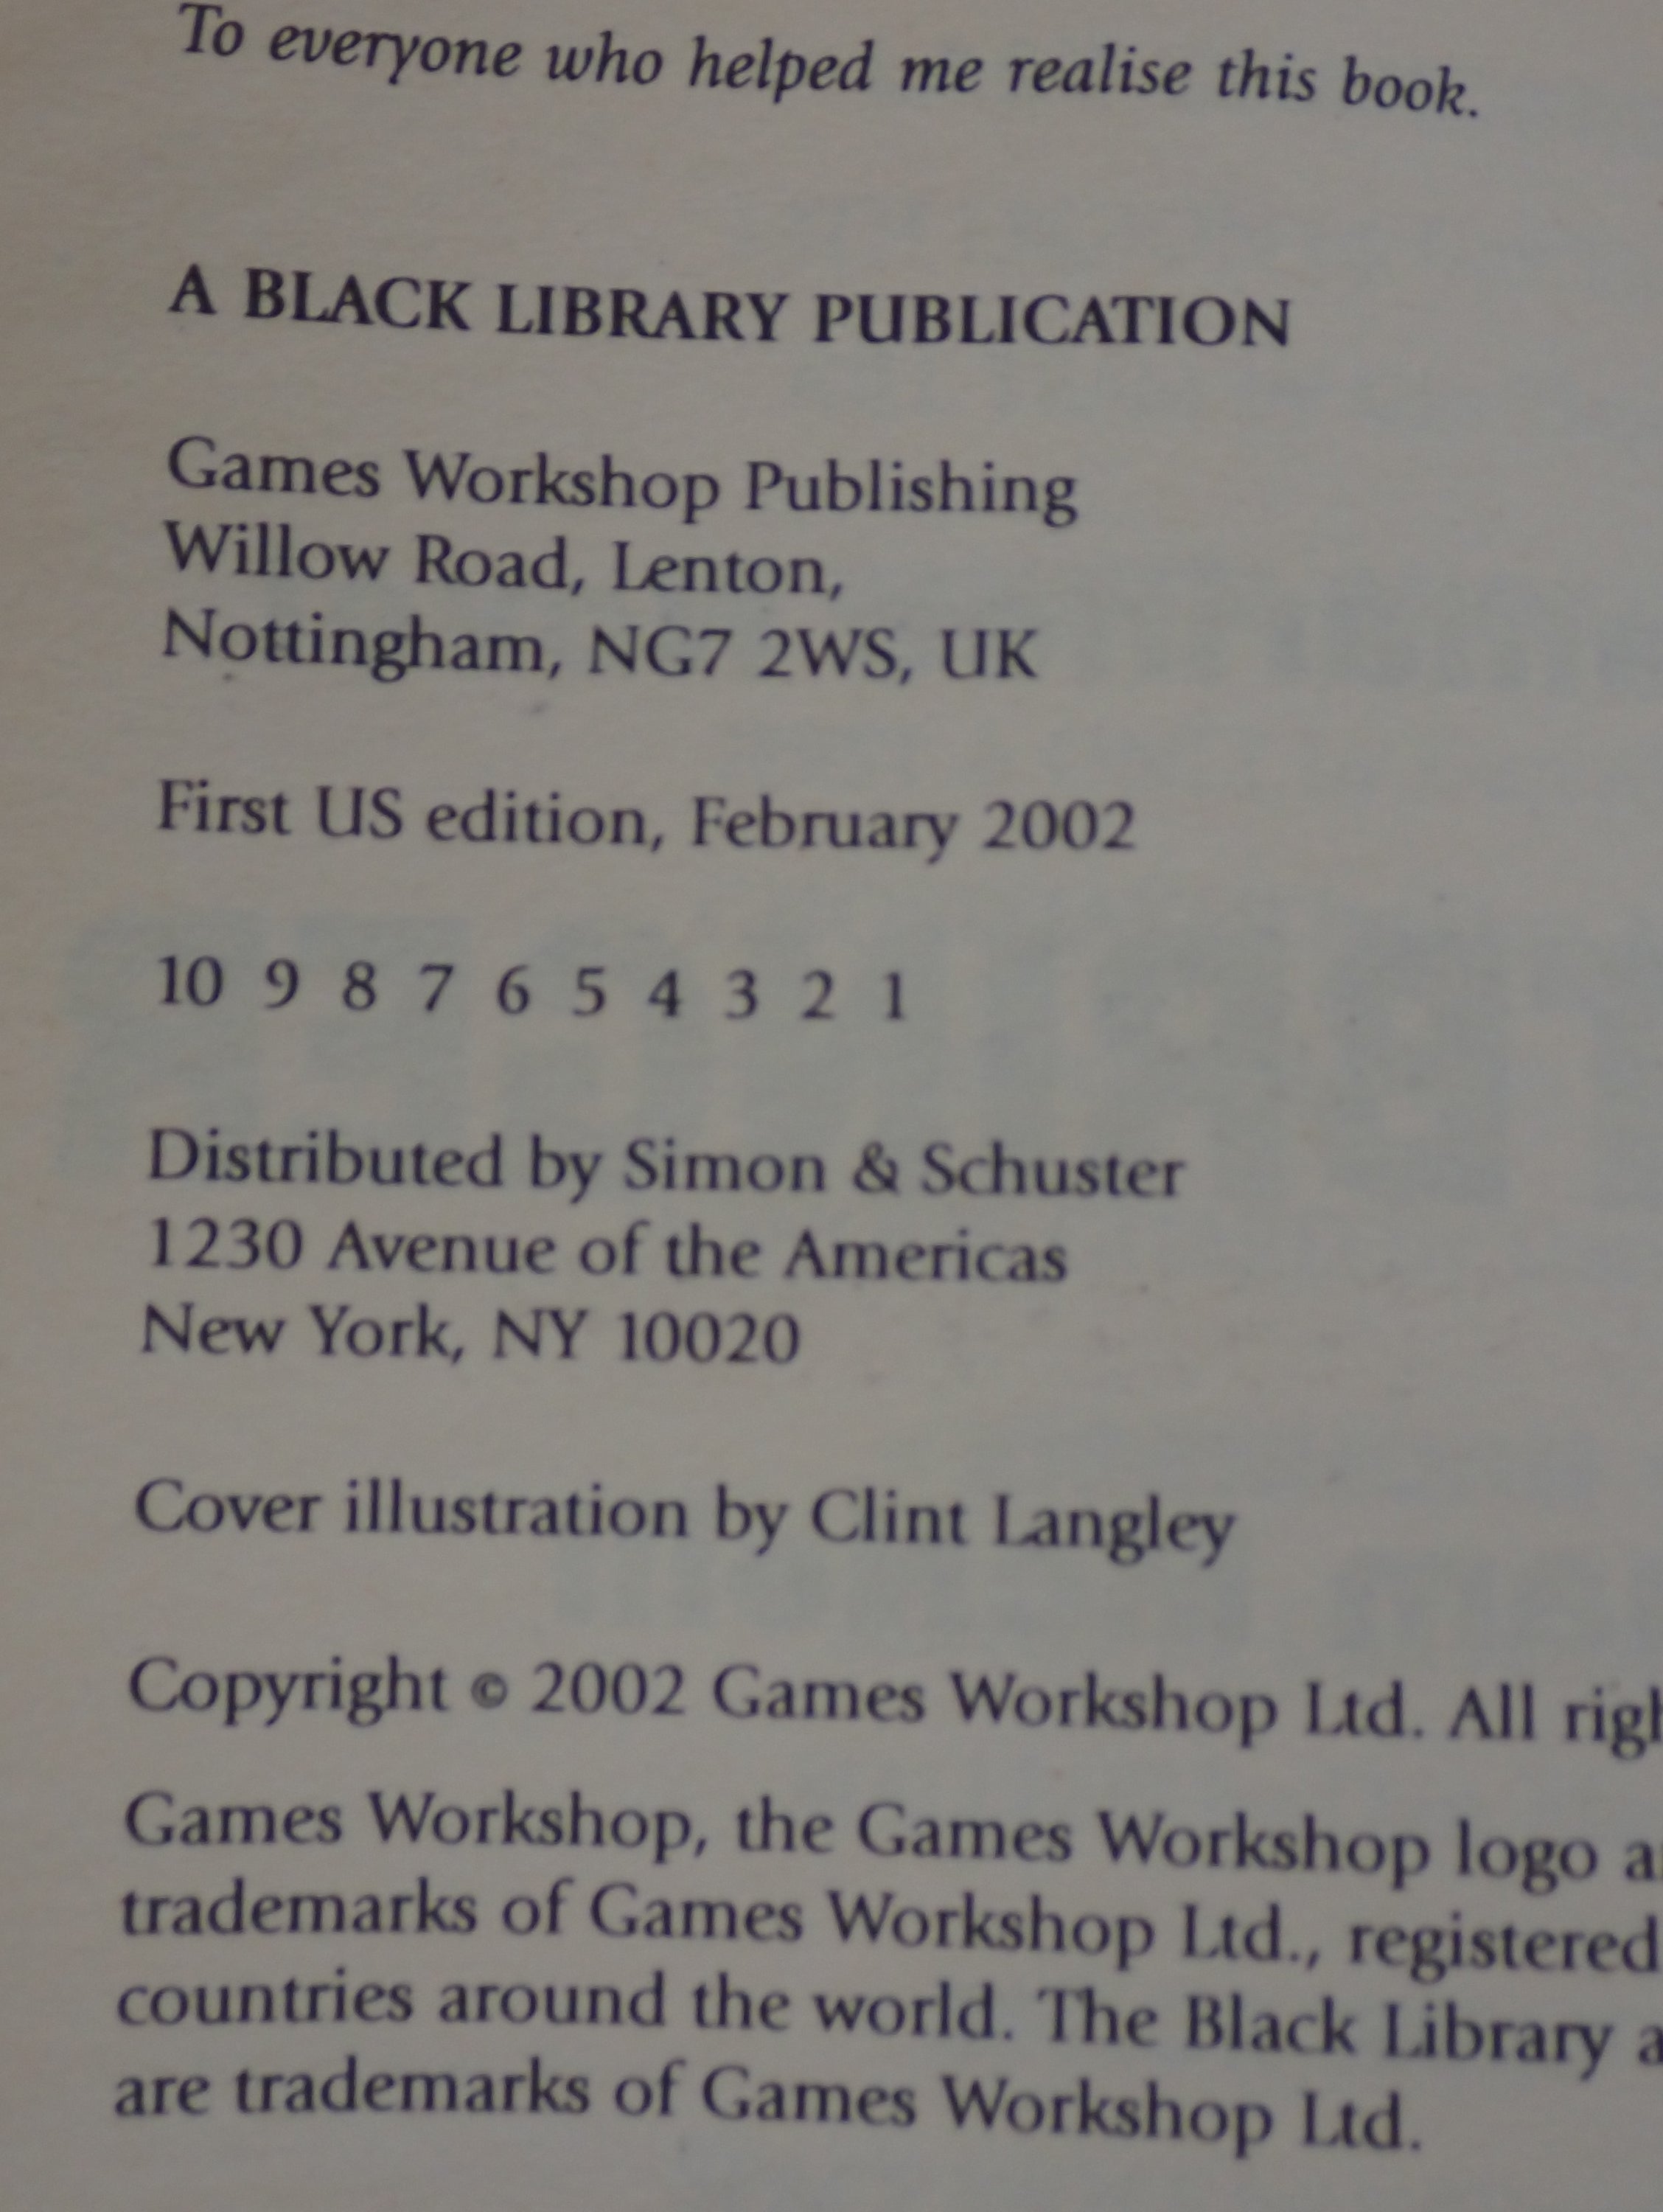 To everyone who helped me realise this book.
A BLACK LIBRARY PUBLICATION
Games Workshop Publishing
Willow Road, Lenton,
Nottingham, NG7 2WS, UK
First US edition, February 2002
10 9 8 7 6 5 4 3 2 1
Distributed by Simon & Schuster
1230 Avenue of the Americas
New York, NY 10020
Cover illustration by Clint Langley
Copyright © 2002 Games Workshop Ltd. All
Games Workshop, the Games Workshop logo
trademarks of Games Workshop Ltd., registered
countries around the world. The Black Library
are trademarks of Games Workshop Ltd.